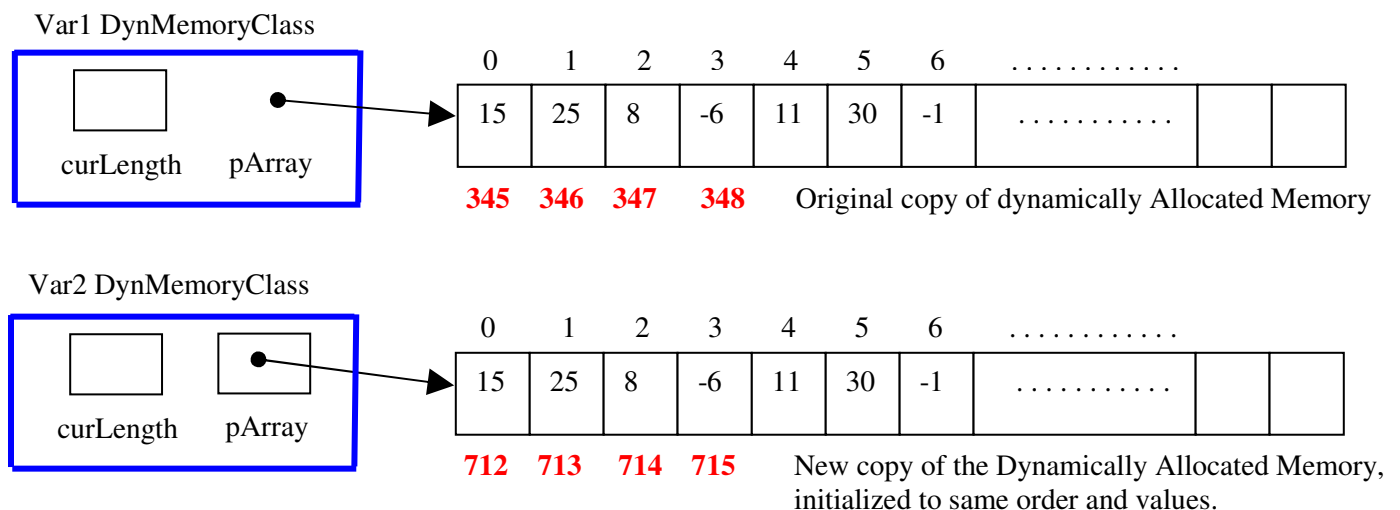 Var1 DynMemoryClass
0 1 2 3 4 5 6 . . . . . . . . . . . .
15 25 8 -6 11 30 -1 . . . . . . . . . . .
curLength pArray
345 346 347 348 Original copy of dynamically Allocated Memory
Var2 DynMemoryClass
0 1 2 3 4 5 6 . . . . . . . . . . . .
15 25 8 -6 11 30 -1 . . . . . . . . . . .
curLength pArray
712 713 714 715 New copy of the Dynamically Allocated Memory,
initialized to same order and values.